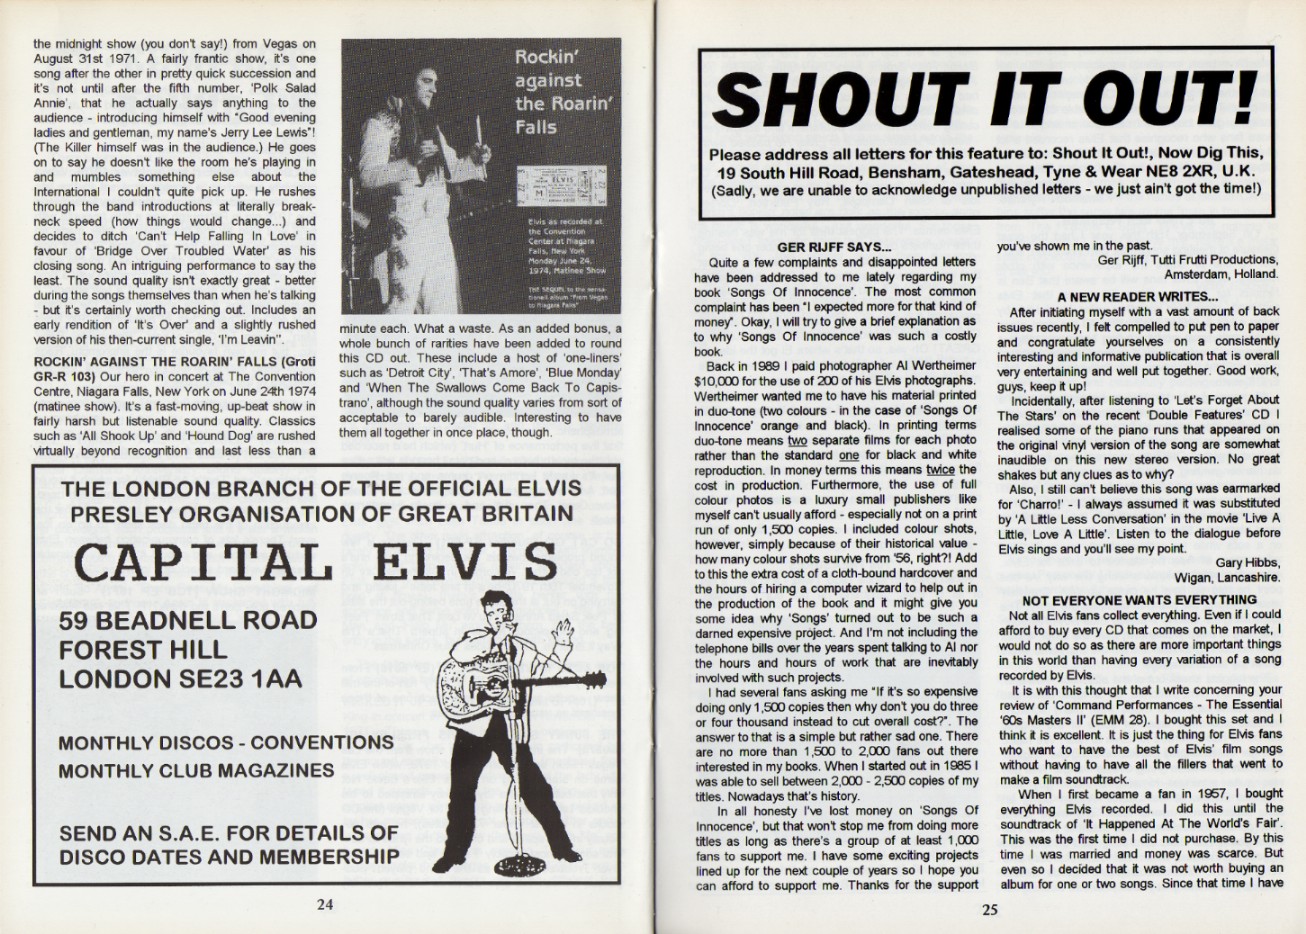 the midnight show (you don't say!) from Vegas on
August 31st 1971. A fairly frantic show, it's one
song after the other in pretty quick succession and
it's not until after the fifth number, 'Polk Salad
Annie', that he actually says anything to the
audience - introducing himself with "Good evening
ladies and gentleman, my name's Jerry Lee Lewis"!
(The Killer himself was in the audience.) He goes
on to say he doesn't like the room he's playing in
and mumbles something else about the
International I couldn't quite pick up. He rushes
through the band introductions at literally break-
neck speed (how things would change...) and
decides to ditch 'Can't Help Falling In Love' in
favour of 'Bridge Over Troubled Water' as his
closing song. An intriguing performance to say the
least. The sound quality isn't exactly great - better
during the songs themselves than when he's talking
- but it's certainly worth checking out. Includes an
early rendition of 'It's Over' and a slightly rushed
version of his then-current single, 'I'm Leavin''.
ROCKIN' AGAINST THE ROARIN' FALLS (Groti
GR-R 103) Our hero in concert at The Convention
Centre, Niagara Falls, New York on June 24th 1974
(matinee show). It's a fast-moving, up-beat show in
fairly harsh but listenable sound quality. Classics
such as 'All Shook Up' and 'Hound Dog' are rushed
virtually beyond recognition and last less than a
Rockin'
against
the Roarin'
Falls
ELVIS
Elvis as recorded at
the Convention
Center at Niagara
Falls, New York
Monday June 24,
1974, Matinee Show
THE SEQUEL to the sensa-
tionell album "From Vegas
to Niagara Falls"
minute each. What a waste. As an added bonus, a
whole bunch of rarities have been added to round
this CD out. These include a host of 'one-liners'
such as 'Detroit City', 'That's Amore', 'Blue Monday'
and 'When The Swallows Come Back To Capis-
trano', although the sound quality varies from sort of
acceptable to barely audible. Interesting to have
them all together in once place, though.
THE LONDON BRANCH OF THE OFFICIAL ELVIS
PRESLEY ORGANISATION OF GREAT BRITAIN
CAPITAL ELVIS
59 BEADNELL ROAD
FOREST HILL
LONDON SE23 1AA
MONTHLY DISCOS - CONVENTIONS
MONTHLY CLUB MAGAZINES
SEND AN S.A.E. FOR DETAILS OF
DISCO DATES AND MEMBERSHIP
24
SHOUT IT OUT!
Please address all letters for this feature to: Shout It Out!, Now Dig This,
19 South Hill Road, Bensham, Gateshead, Tyne & Wear NE8 2XR, U.K.
(Sadly, we are unable to acknowledge unpublished letters - we just ain't got the time!)
GER RIJFF SAYS...
Quite a few complaints and disappointed letters
have been addressed to me lately regarding my
book 'Songs Of Innocence'. The most common
complaint has been "I expected more for that kind of
money". Okay, I will try to give a brief explanation as
to why 'Songs Of Innocence' was such a costly
book.
Back in 1989 I paid photographer Al Wertheimer
$10,000 for the use of 200 of his Elvis photographs.
Wertheimer wanted me to have his material printed
in duo-tone (two colours - in the case of 'Songs Of
Innocence' orange and black). In printing terms
duo-tone means two separate films for each photo
rather than the standard one for black and white
reproduction. In money terms this means twice the
cost in production. Furthermore, the use of full
colour photos is a luxury small publishers like
myself can't usually afford - especially not on a print
run of only 1,500 copies. I included colour shots,
however, simply because of their historical value -
how many colour shots survive from '56, right?! Add
to this the extra cost of a cloth-bound hardcover and
the hours of hiring a computer wizard to help out in
the production of the book and it might give you
some idea why 'Songs' turned out to be such a
darned expensive project. And I'm not including the
telephone bills over the years spent talking to Al nor
the hours and hours of work that are inevitably
involved with such projects.
I had several fans asking me "If it's so expensive
doing only 1,500 copies then why don't you do three
or four thousand instead to cut overall cost?". The
answer to that is a simple but rather sad one. There
are no more than 1,500 to 2,000 fans out there
interested in my books. When I started out in 1985 I
was able to sell between 2,000 - 2,500 copies of my
titles. Nowadays that's history.
In all honesty I've lost money on 'Songs Of
Innocence', but that won't stop me from doing more
titles as long as there's a group of at least 1,000
fans to support me. I have some exciting projects
lined up for the next couple of years so I hope you
can afford to support me. Thanks for the support
you've shown me in the past.
Ger Rijff, Tutti Frutti Productions,
Amsterdam, Holland.
A NEW READER WRITES...
After initiating myself with a vast amount of back
issues recently, I felt compelled to put pen to paper
and congratulate yourselves on a consistently
interesting and informative publication that is overall
very entertaining and well put together. Good work,
guys, keep it up!
Incidentally, after listening to 'Let's Forget About
The Stars' on the recent 'Double Features' CD I
realised some of the piano runs that appeared on
the original vinyl version of the song are somewhat
inaudible on this new stereo version. No great
shakes but any clues as to why?
Also, I still can't believe this song was earmarked
for 'Charro!' - I always assumed it was substituted
by 'A Little Less Conversation' in the movie 'Live A
Little, Love A Little'. Listen to the dialogue before
Elvis sings and you'll see my point.
Gary Hibbs,
Wigan, Lancashire.
NOT EVERYONE WANTS EVERYTHING
Not all Elvis fans collect everything. Even if I could
afford to buy every CD that comes on the market, I
would not do so as there are more important things
in this world than having every variation of a song
recorded by Elvis.
It is with this thought that I write concerning your
review of 'Command Performances - The Essential
'60s Masters II' (EMM 28). I bought this set and I
think it is excellent. It is just the thing for Elvis fans
who want to have the best of Elvis' film songs
without having to have all the fillers that went to
make a film soundtrack.
When I first became a fan in 1957, I bought
everything Elvis recorded. I did this until the
soundtrack of 'It Happened At The World's Fair'.
This was the first time I did not purchase. By this
time I was married and money was scarce. But
even so I decided that it was not worth buying an
album for one or two songs. Since that time I have
25